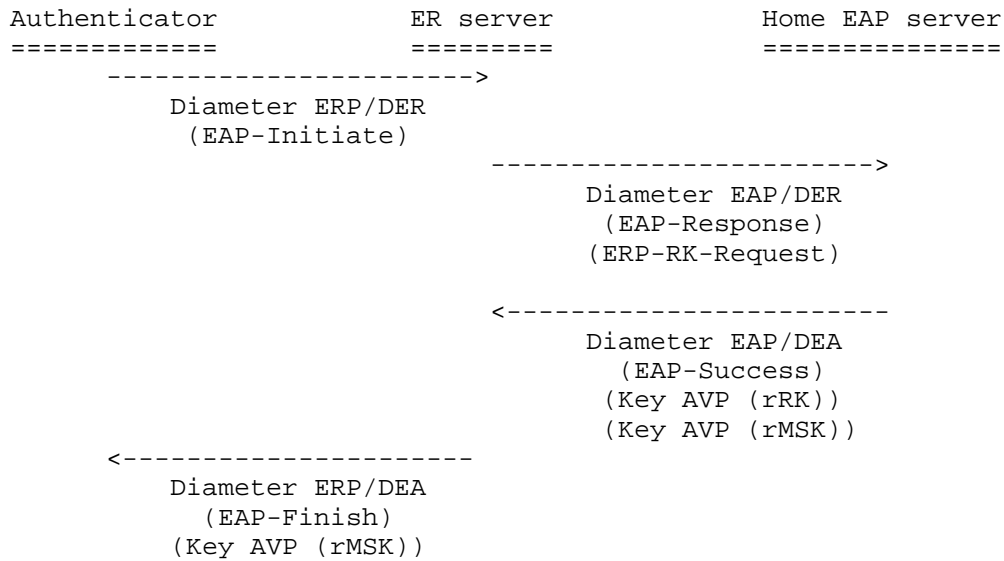 Authenticator ER server Home EAP server
============= ========= ===============
----------------------->
Diameter ERP/DER
(EAP-Initiate)
------------------------>
Diameter EAP/DER
(EAP-Response)
(ERP-RK-Request)
<------------------------
Diameter EAP/DEA
(EAP-Success)
(Key AVP (rRK))
(Key AVP (rMSK))
<----------------------
Diameter ERP/DEA
(EAP-Finish)
(Key AVP (rMSK))